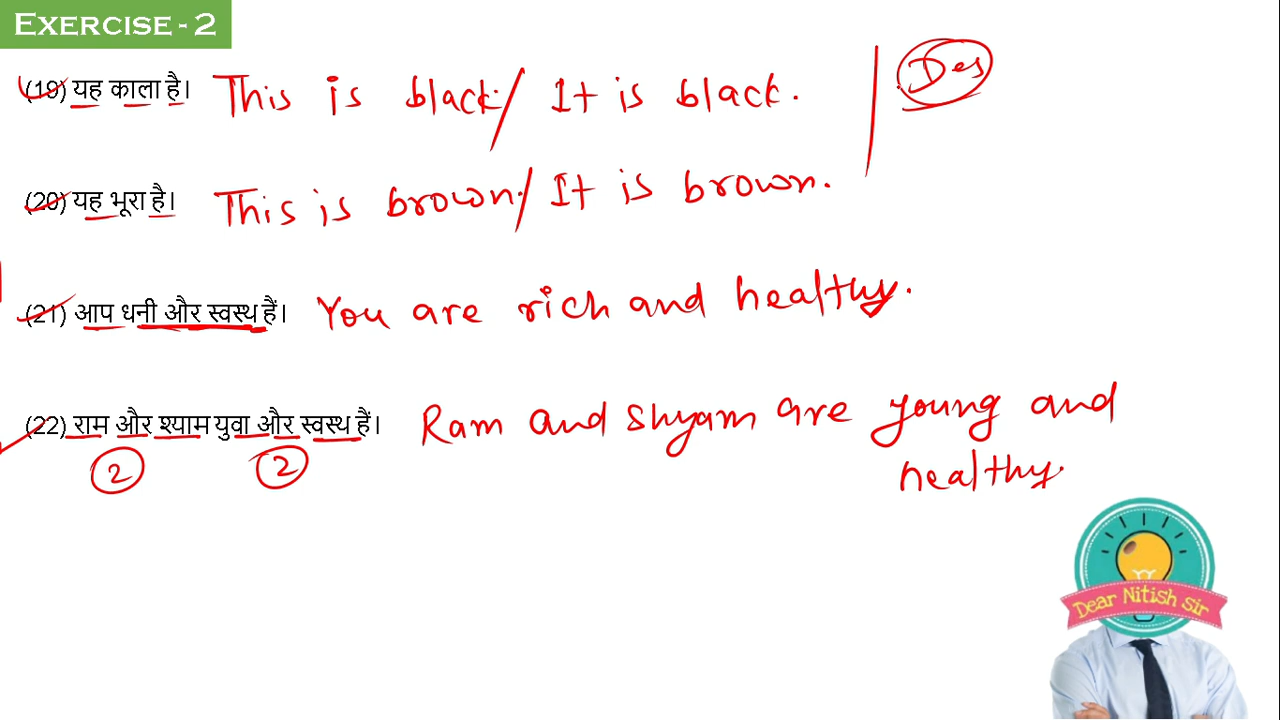 EXERCISE - 2
(19) यह काला है। This is black. / It is black. Des
(20) यह भूरा है। This is brown. / It is brown.
(21) आप धनी और स्वस्थ हैं। You are rich and healthy.
(22) राम और श्याम युवा और स्वस्थ हैं। Ram and Shyam are young and
2 2 healthy.
Dear Nitish Sir